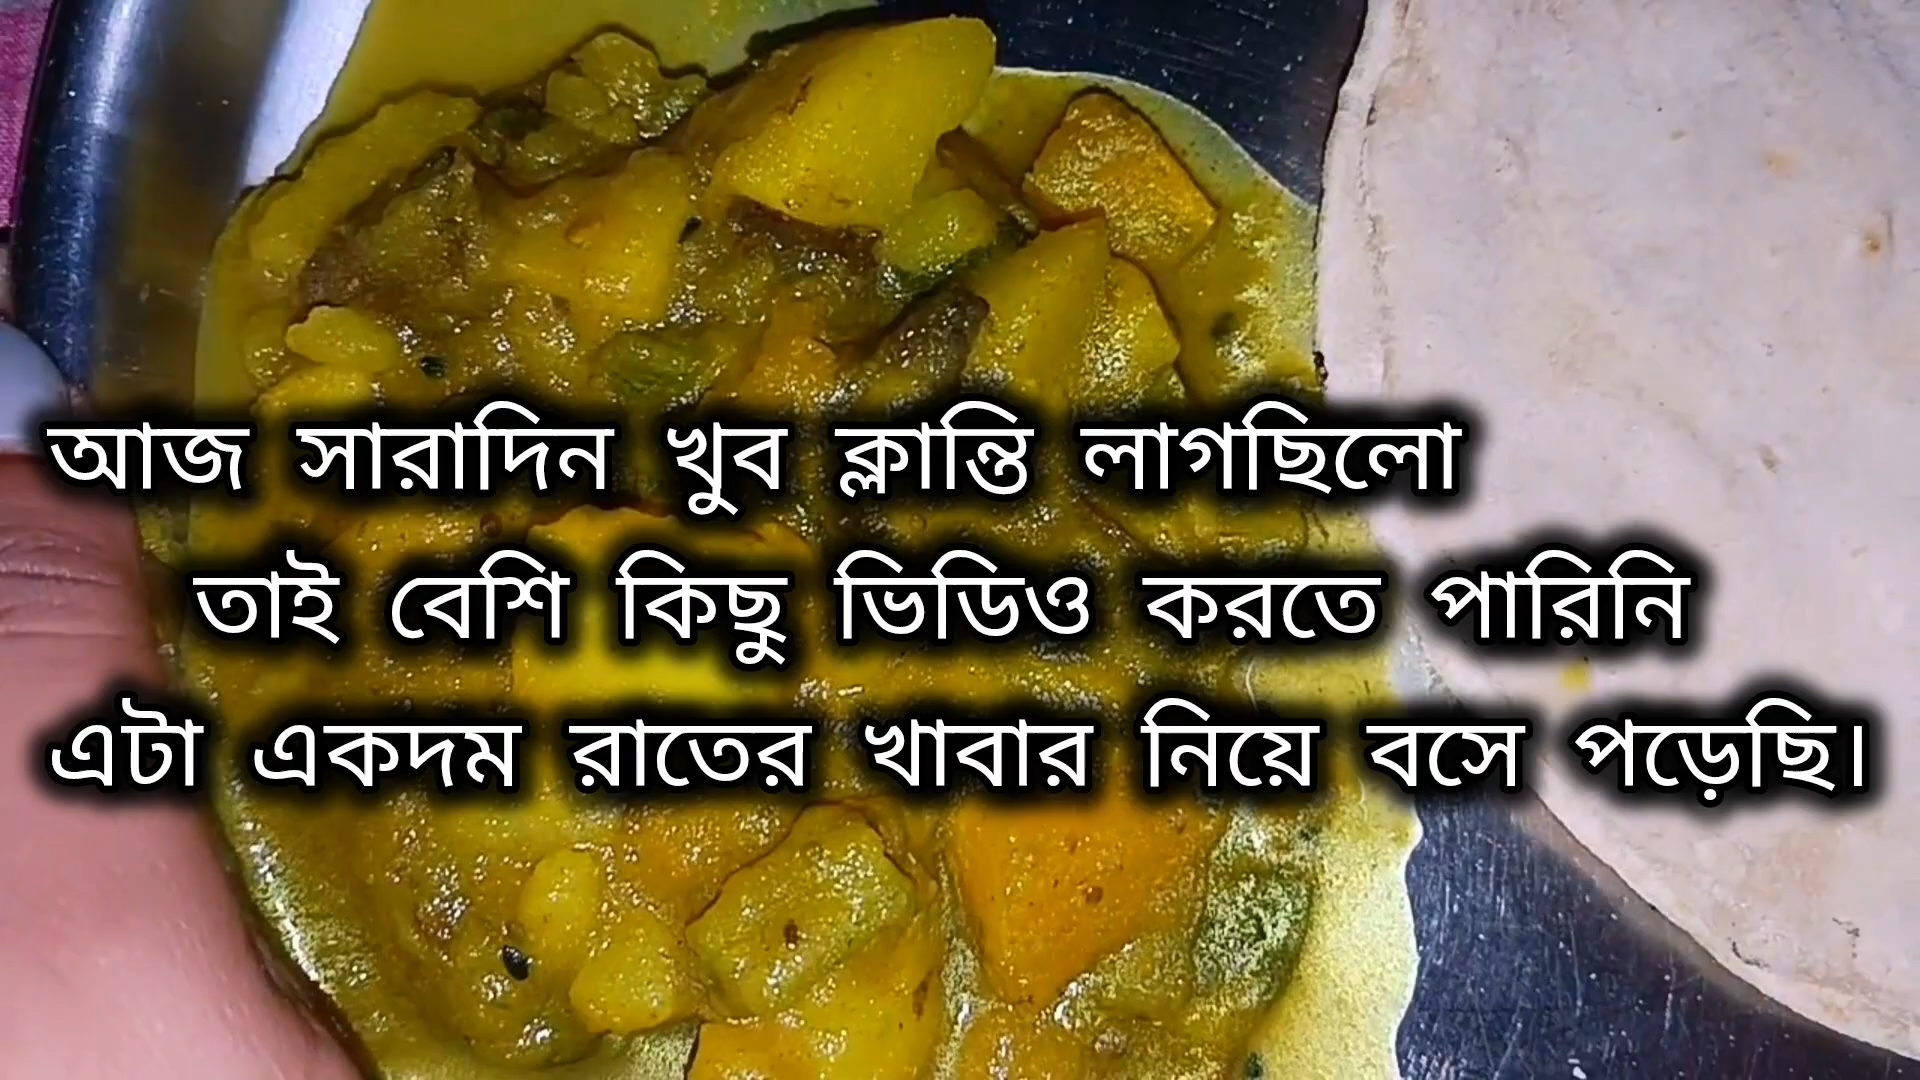 আজ সারাদিন খুব ক্লান্তি লাগছিলো
তাই বেশি কিছু ভিডিও করতে পারিনি
এটা একদম রাতের খাবার নিয়ে বসে পড়েছি।